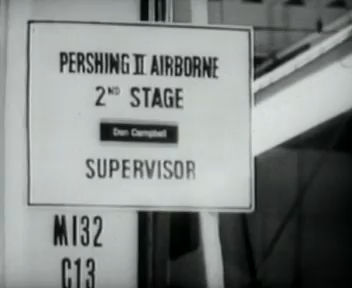 PERSHING II AIRBORNE
2ND STAGE
Don Campbell
SUPERVISOR
M132
C13